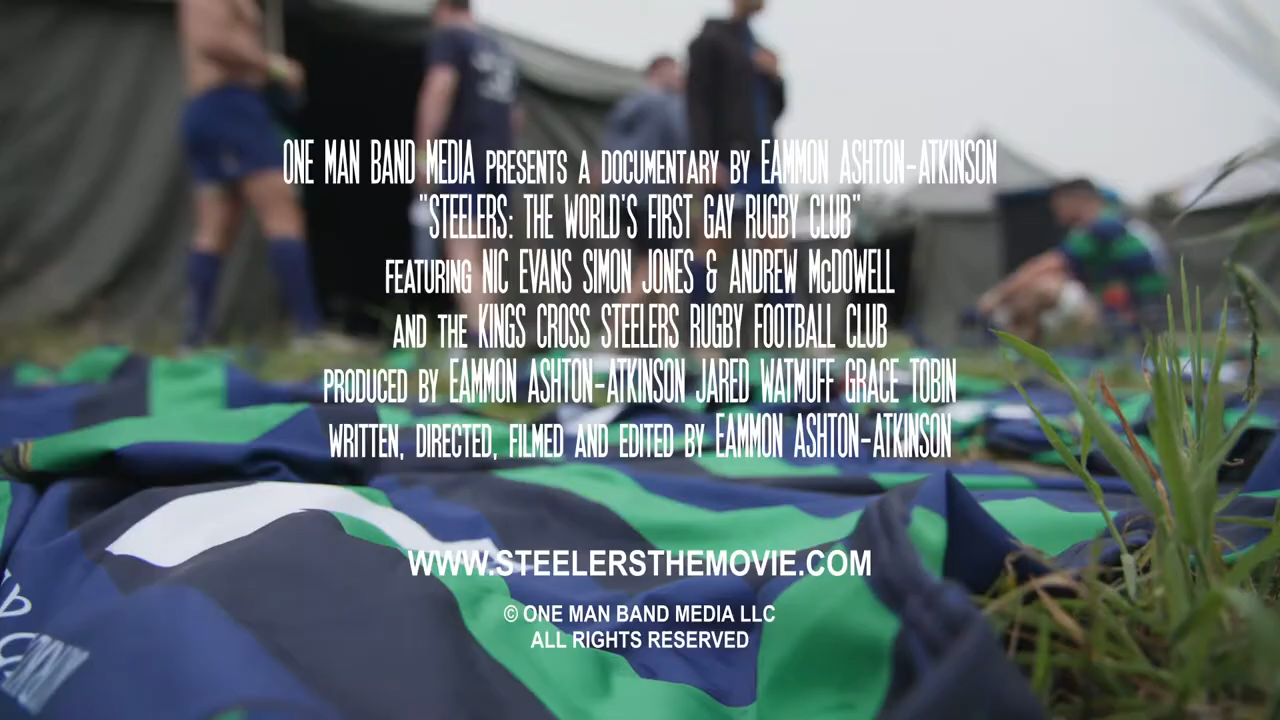 ONE MAN BAND MEDIA PRESENTS A DOCUMENTARY BY EAMMON ASHTON-ATKINSON
"STEELERS: THE WORLD'S FIRST GAY RUGBY CLUB"
FEATURING NIC EVANS SIMON JONES & ANDREW McDOWELL
AND THE KINGS CROSS STEELERS RUGBY FOOTBALL CLUB
PRODUCED BY EAMMON ASHTON-ATKINSON JARED WATMUFF GRACE TOBIN
WRITTEN, DIRECTED, FILMED AND EDITED BY EAMMON ASHTON-ATKINSON
WWW.STEELERSTHEMOVIE.COM
© ONE MAN BAND MEDIA LLC
ALL RIGHTS RESERVED